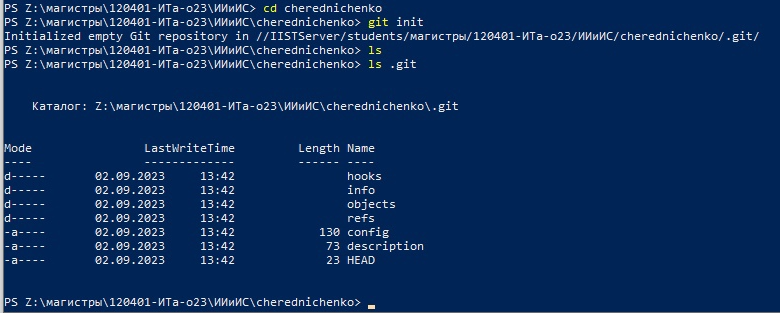 PS Z:\магистры\120401-ИТа-о23\ИИиИС> cd cherednichenko
PS Z:\магистры\120401-ИТа-о23\ИИиИС\cherednichenko> git init
Initialized empty Git repository in //IISTServer/students/магистры/120401-ИТа-о23/ИИиИС/cherednichenko/.git/
PS Z:\магистры\120401-ИТа-о23\ИИиИС\cherednichenko> ls
PS Z:\магистры\120401-ИТа-о23\ИИиИС\cherednichenko> ls .git
Каталог: Z:\магистры\120401-ИТа-о23\ИИиИС\cherednichenko\.git
Mode LastWriteTime Length Name
---- ------------- ------ ----
d----- 02.09.2023 13:42 hooks
d----- 02.09.2023 13:42 info
d----- 02.09.2023 13:42 objects
d----- 02.09.2023 13:42 refs
-a---- 02.09.2023 13:42 130 config
-a---- 02.09.2023 13:42 73 description
-a---- 02.09.2023 13:42 23 HEAD
PS Z:\магистры\120401-ИТа-о23\ИИиИС\cherednichenko>